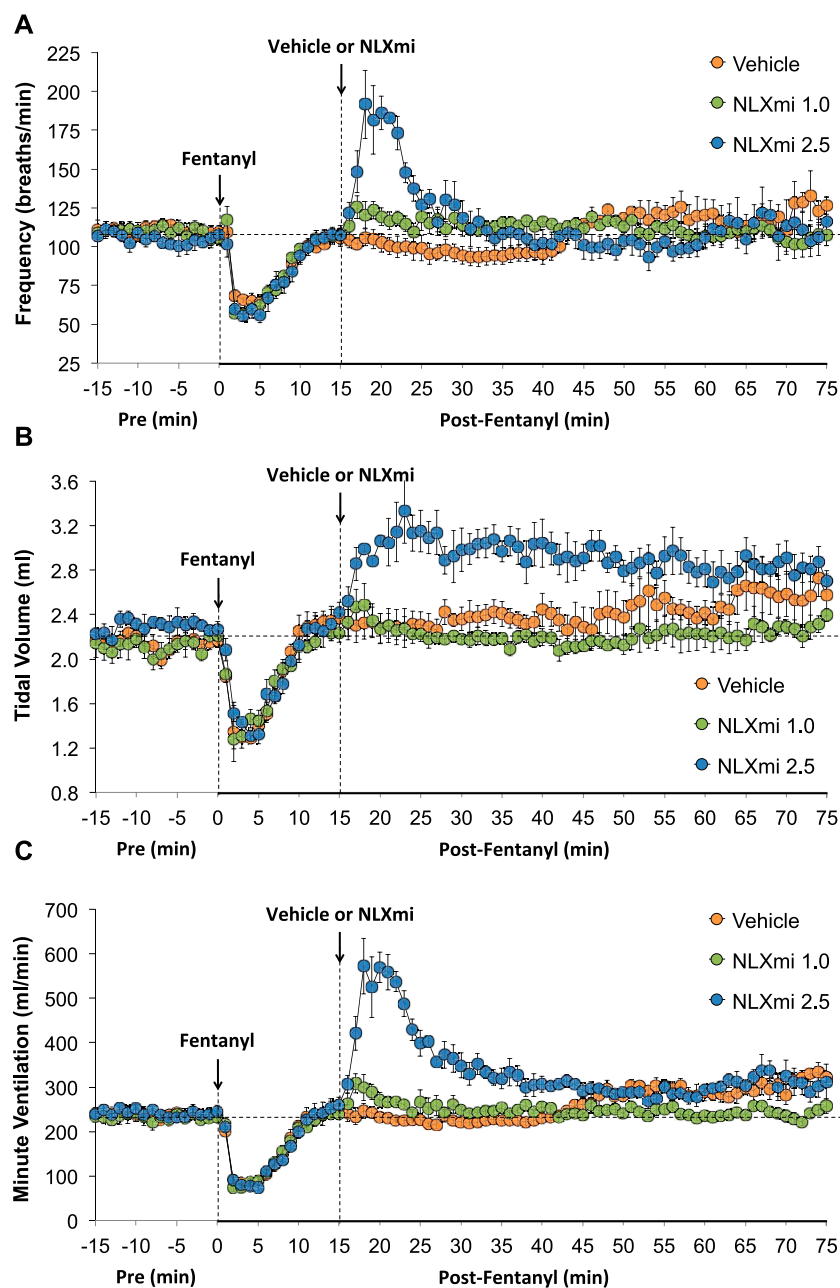 A
Vehicle or NLXmi
Fentanyl
Vehicle
NLXmi 1.0
NLXmi 2.5
Frequency (breaths/min)
225
200
175
150
125
100
75
50
25
-15 -10 -5 0 5 10 15 20 25 30 35 40 45 50 55 60 65 70 75
Pre (min) Post-Fentanyl (min)
B
Vehicle or NLXmi
Fentanyl
Tidal Volume (ml)
3.6
3.2
2.8
2.4
2.0
1.6
1.2
0.8
Vehicle
NLXmi 1.0
NLXmi 2.5
-15 -10 -5 0 5 10 15 20 25 30 35 40 45 50 55 60 65 70 75
Pre (min) Post-Fentanyl (min)
C
Vehicle or NLXmi
Fentanyl
Vehicle
NLXmi 1.0
NLXmi 2.5
Minute Ventilation (ml/min)
700
600
500
400
300
200
100
0
-15 -10 -5 0 5 10 15 20 25 30 35 40 45 50 55 60 65 70 75
Pre (min) Post-Fentanyl (min)